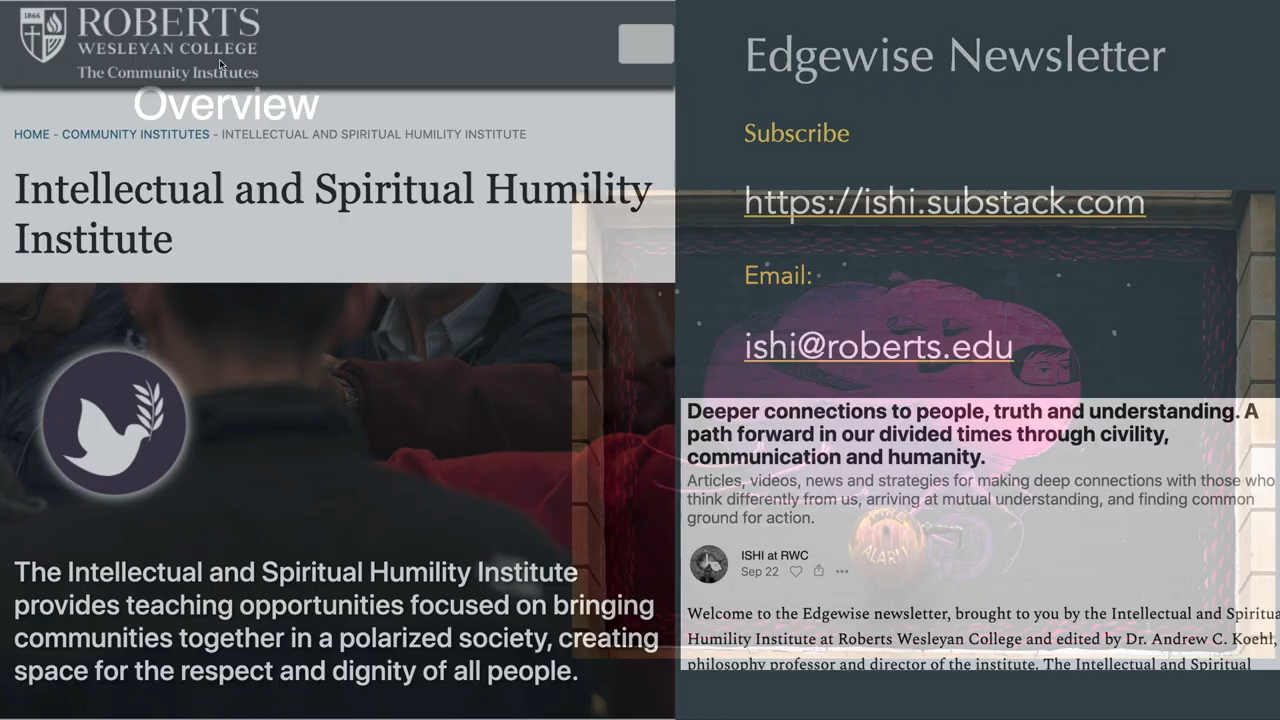 1866
ROBERTS
WESLEYAN COLLEGE
The Community Institutes
Overview
HOME - COMMUNITY INSTITUTES - INTELLECTUAL AND SPIRITUAL HUMILITY INSTITUTE
Intellectual and Spiritual Humility
Institute
The Intellectual and Spiritual Humility Institute
provides teaching opportunities focused on bringing
communities together in a polarized society, creating
space for the respect and dignity of all people.
Edgewise Newsletter
Subscribe
https://ishi.substack.com
Email:
ishi@roberts.edu
Deeper connections to people, truth and understanding. A
path forward in our divided times through civility,
communication and humanity.
Articles, videos, news and strategies for making deep connections with those who
think differently from us, arriving at mutual understanding, and finding common
ground for action.
FIRE
ALARM
ISHI at RWC
Sep 22
Welcome to the Edgewise newsletter, brought to you by the Intellectual and Spiritua
Humility Institute at Roberts Wesleyan College and edited by Dr. Andrew C. Koehl,
philosophy professor and director of the institute. The Intellectual and Spiritual